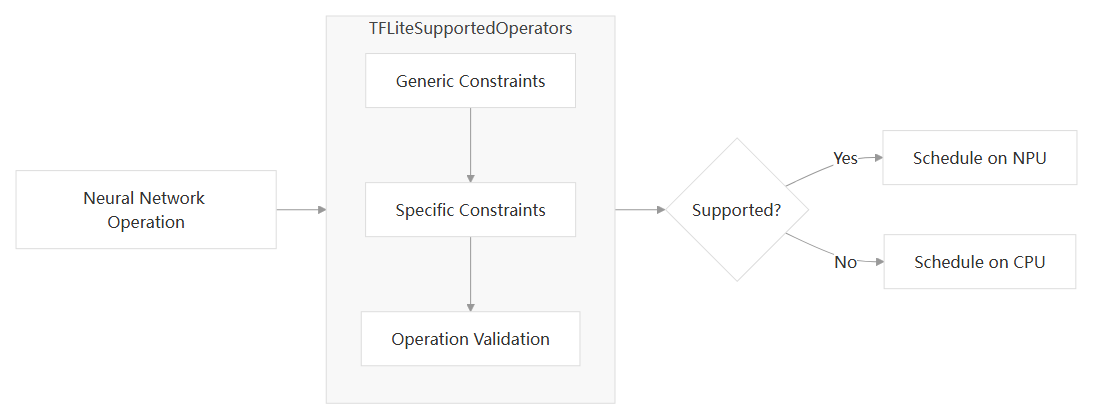 TFLiteSupportedOperators
Generic Constraints
Neural Network
Operation
Specific Constraints
Operation Validation
Supported?
Yes
Schedule on NPU
No
Schedule on CPU